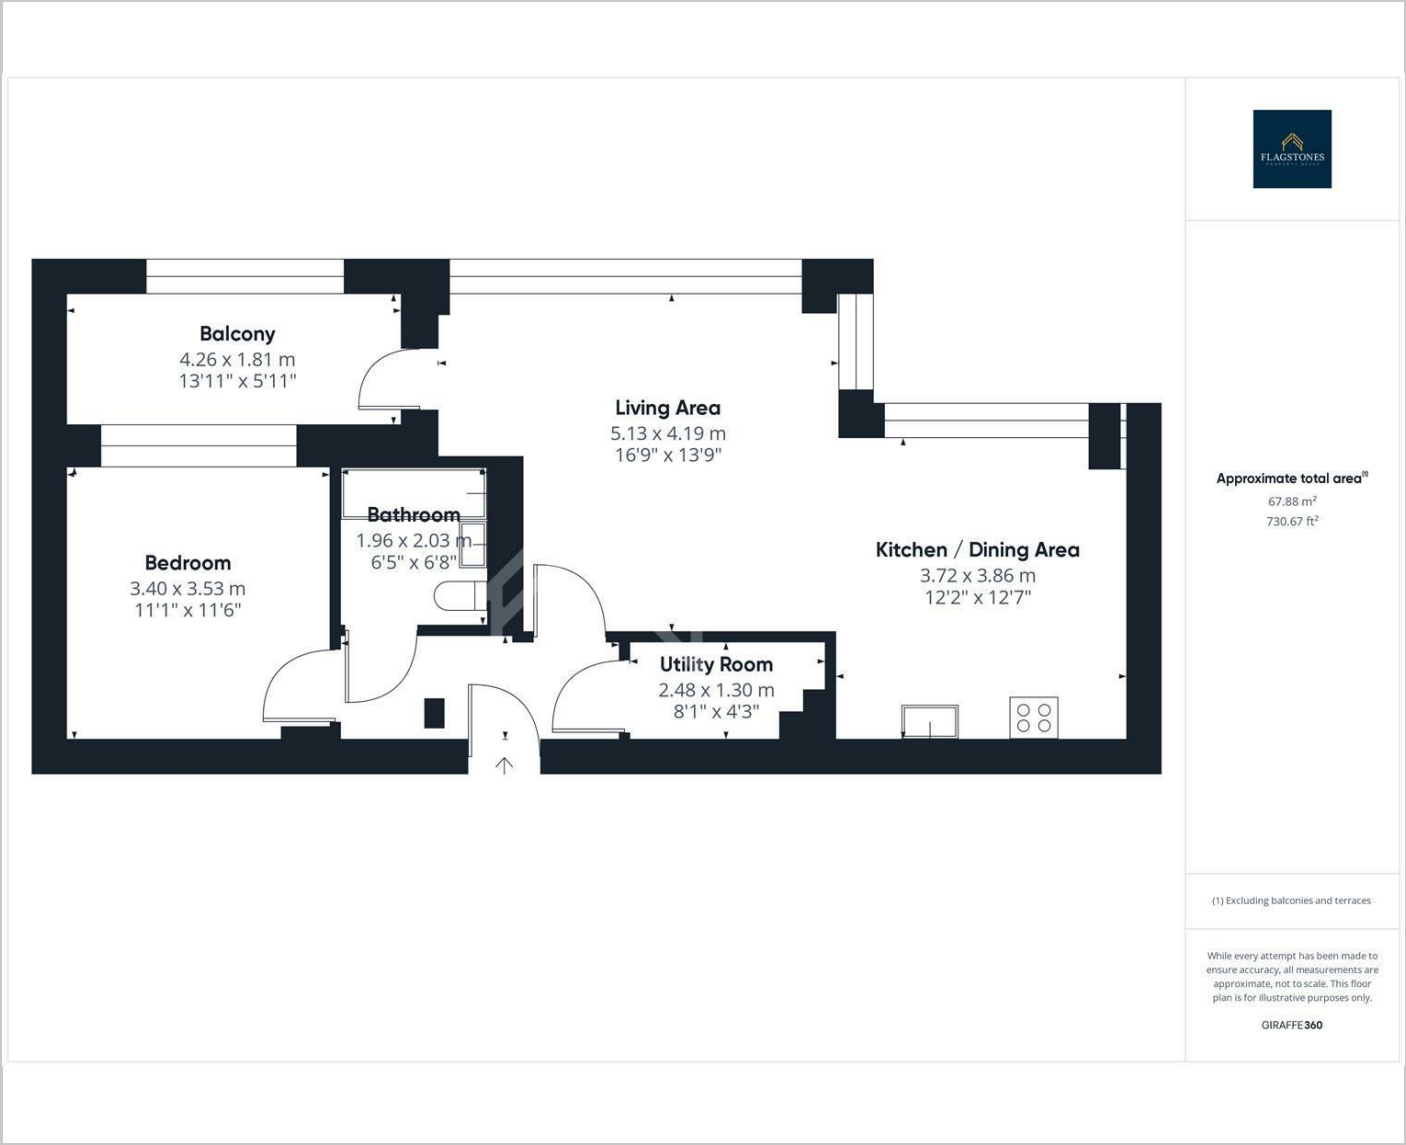 FLAGSTONES
PROPERTY GROUP
Balcony
4.26 x 1.81 m
13'11" x 5'11"
Living Area
5.13 x 4.19 m
16'9" x 13'9"
Bathroom
1.96 x 2.03 m
6'5" x 6'8"
Bedroom
3.40 x 3.53 m
11'1" x 11'6"
Kitchen / Dining Area
3.72 x 3.86 m
12'2" x 12'7"
Utility Room
2.48 x 1.30 m
8'1" x 4'3"
Approximate total area(1)
67.88 m²
730.67 ft²
(1) Excluding balconies and terraces
While every attempt has been made to
ensure accuracy, all measurements are
approximate, not to scale. This floor
plan is for illustrative purposes only.
GIRAFFE360